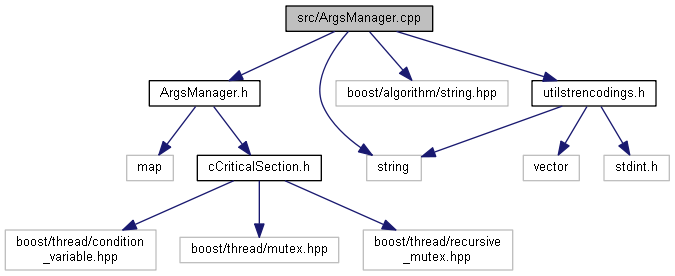 src/ArgsManager.cpp
ArgsManager.h
boost/algorithm/string.hpp
utilstrencodings.h
map
cCriticalSection.h
string
vector
stdint.h
boost/thread/condition
_variable.hpp
boost/thread/mutex.hpp
boost/thread/recursive
_mutex.hpp